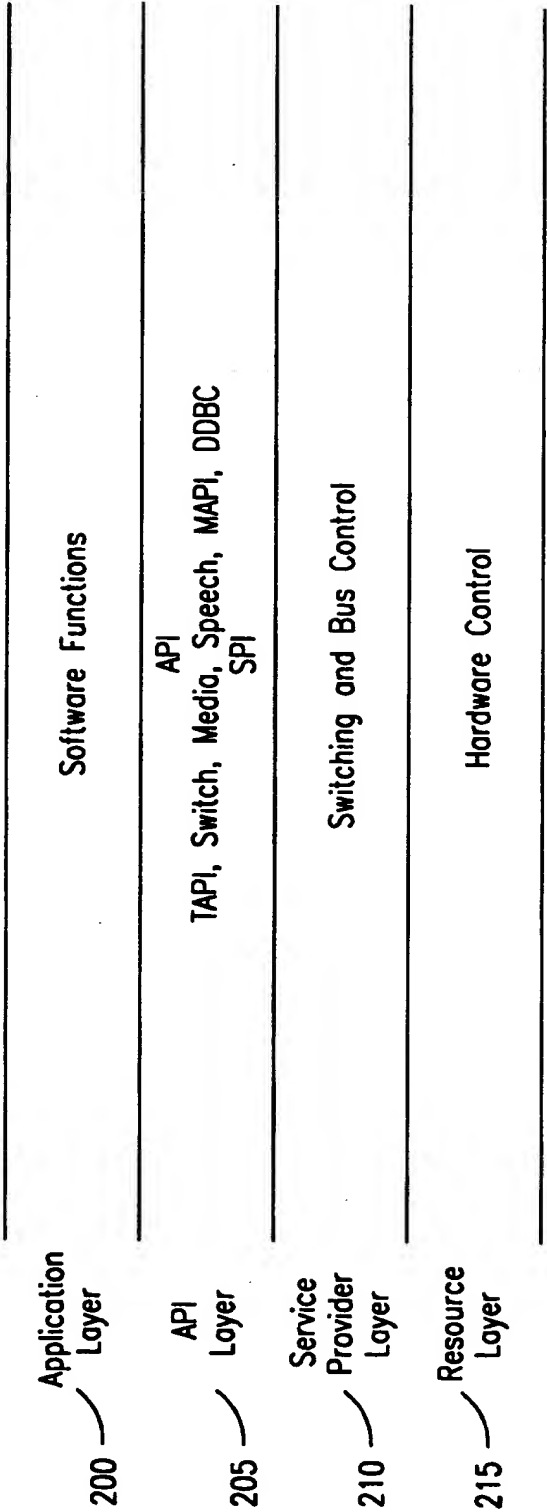 200
Application
Layer
Software Functions
205
API
Layer
API
TAPI, Switch, Media, Speech, MAPI, DDBC
SPI
210
Service
Provider
Layer
Switching and Bus Control
215
Resource
Layer
Hardware Control